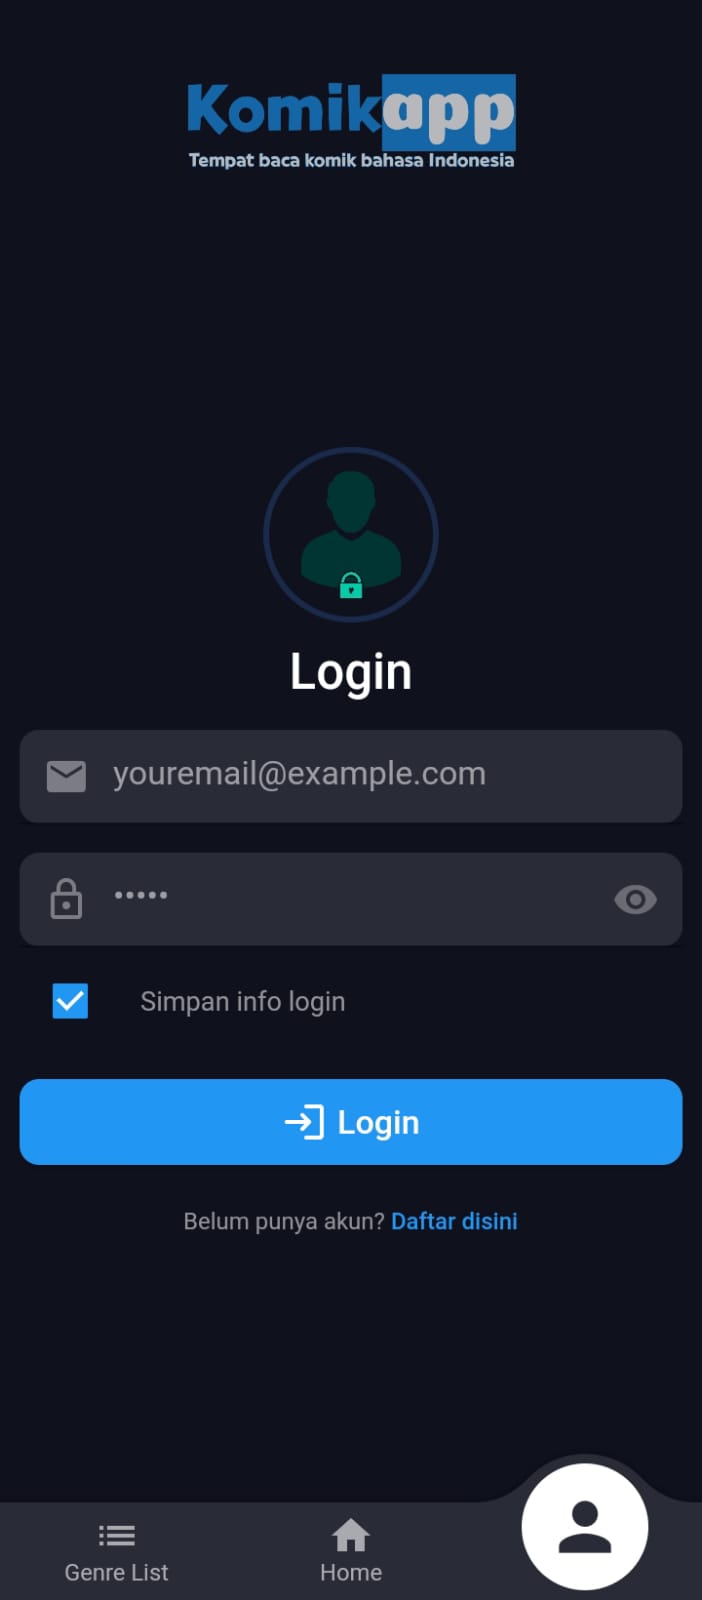 Komikapp
Tempat baca komik bahasa Indonesia
Login
youremail@example.com
•••••
Simpan info login
Login
Belum punya akun? Daftar disini
Genre List
Home